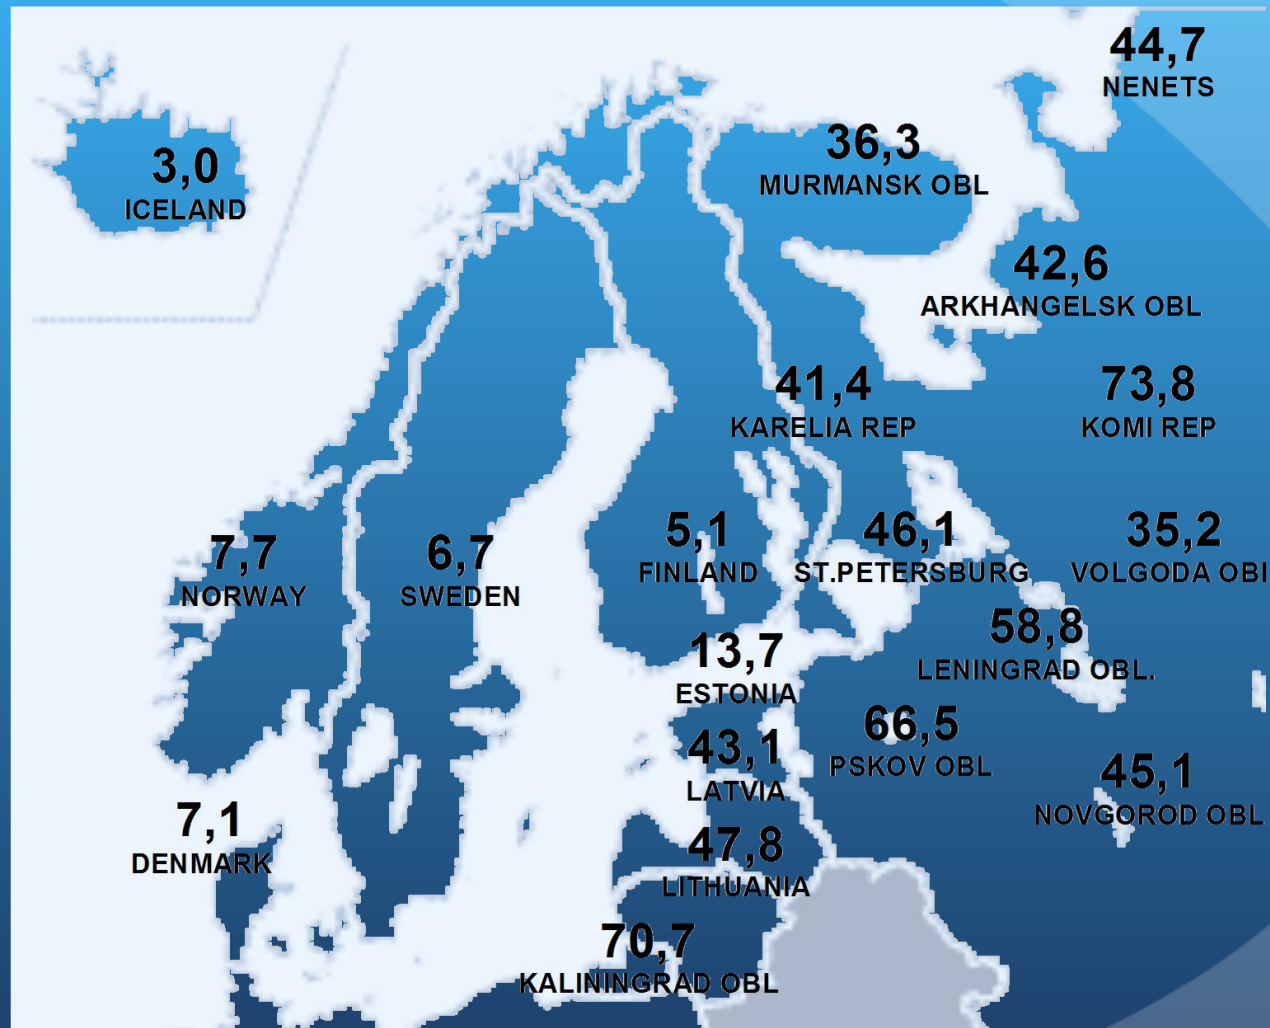 44,7
NENETS
36,3
MURMANSK OBL
3,0
ICELAND
42,6
ARKHANGELSK OBL
41,4
KARELIA REP
73,8
KOMI REP
7,7
NORWAY
6,7
SWEDEN
5,1
FINLAND
46,1
ST.PETERSBURG
35,2
VOLGODA OBL
58,8
LENINGRAD OBL.
13,7
ESTONIA
66,5
PSKOV OBL
43,1
LATVIA
45,1
NOVGOROD OBL
7,1
DENMARK
47,8
LITHUANIA
70,7
KALININGRAD OBL